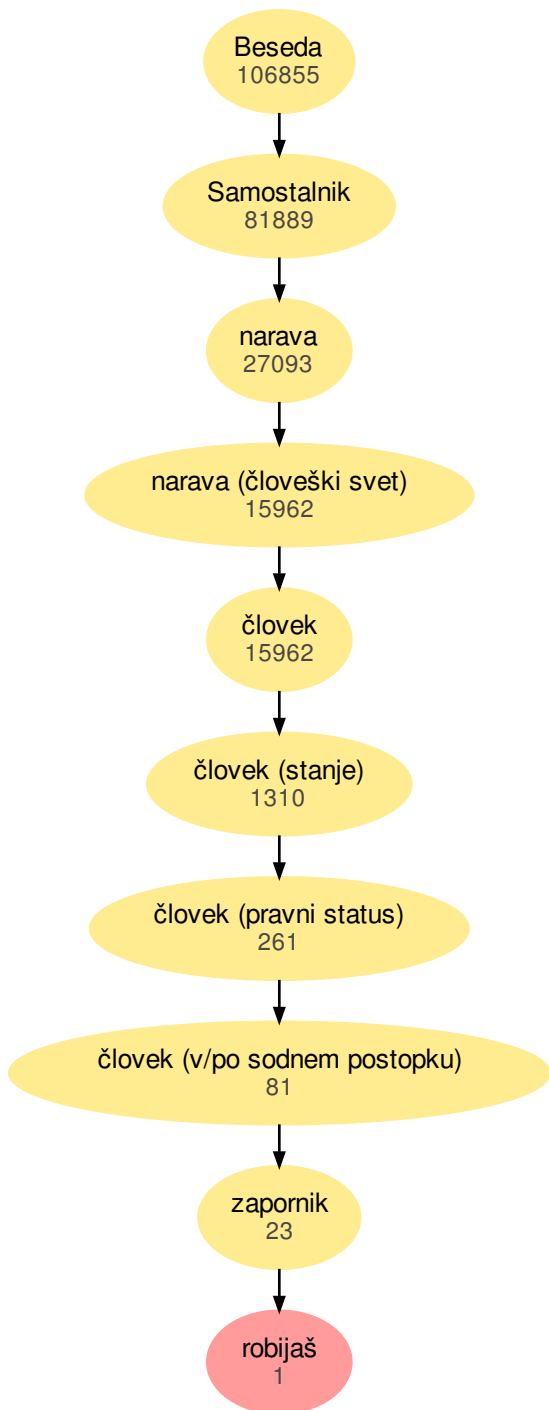 Beseda
106855
Samostalnik
81889
narava
27093
narava (človeški svet)
15962
človek
15962
človek (stanje)
1310
človek (pravni status)
261
človek (v/po sodnem postopku)
81
zapornik
23
robijaš
1